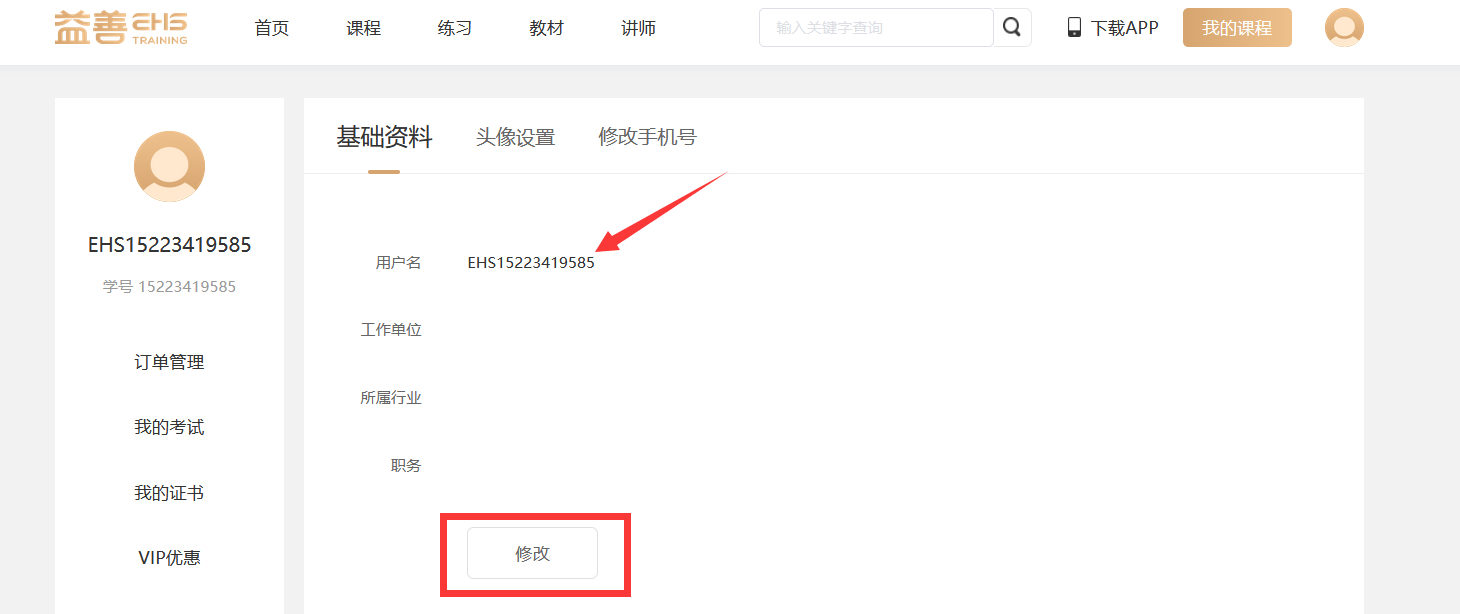 益善EHS TRAINING 首页 课程 练习 教材 讲师 输入关键字查询 下载APP 我的课程
基础资料 头像设置 修改手机号
EHS15223419585
学号 15223419585
订单管理
我的考试
我的证书
VIP优惠
用户名 EHS15223419585
工作单位
所属行业
职务
修改